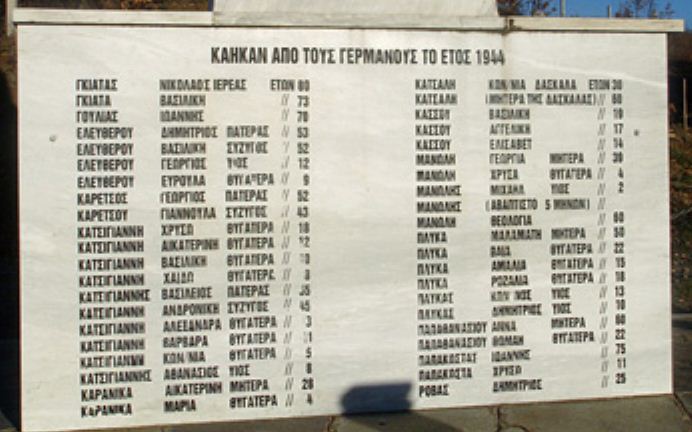 ΚΑΗΚΑΝ ΑΠΟ ΤΟΥΣ ΓΕΡΜΑΝΟΥΣ ΤΟ ΕΤΟΣ 1944
ΓΚΙΑΤΑΣ ΝΙΚΟΛΑΟΣ ΙΕΡΕΑΣ ΕΤΩΝ 80
ΓΚΙΑΤΑ ΒΑΣΙΛΙΚΗ // 73
ΓΟΥΛΙΑΣ ΙΩΑΝΝΗΣ // 70
ΕΛΕΥΘΕΡΟΥ ΔΗΜΗΤΡΙΟΣ ΠΑΤΕΡΑΣ // 53
ΕΛΕΥΘΕΡΟΥ ΒΑΣΙΛΙΚΗ ΣΥΖΥΓΟΣ // 52
ΕΛΕΥΘΕΡΟΥ ΓΕΩΡΓΙΟΣ ΥΙΟΣ // 12
ΕΛΕΥΘΕΡΟΥ ΕΥΡΟΥΛΑ ΘΥΓΑΤΕΡΑ // 9
ΚΑΡΕΤΣΟΣ ΓΕΩΡΓΙΟΣ ΠΑΤΕΡΑΣ // 52
ΚΑΡΕΤΣΟΥ ΓΙΑΝΝΟΥΛΑ ΣΥΖΥΓΟΣ // 43
ΚΑΤΣΙΓΙΑΝΝΗ ΧΡΥΣΩ ΘΥΓΑΤΕΡΑ // 18
ΚΑΤΣΙΓΙΑΝΝΗ ΑΙΚΑΤΕΡΙΝΗ ΘΥΓΑΤΕΡΑ //
ΚΑΤΣΙΓΙΑΝΝΗ ΒΑΣΙΛΙΚΗ ΘΥΓΑΤΕΡΑ //
ΚΑΤΣΙΓΙΑΝΝΗ ΧΑΙΔΩ ΘΥΓΑΤΕΡΑ //
ΚΑΤΣΙΓΙΑΝΝΗΣ ΒΑΣΙΛΕΙΟΣ ΠΑΤΕΡΑΣ //
ΚΑΤΣΙΓΙΑΝΝΗ ΑΝΔΡΟΝΙΚΗ ΣΥΖΥΓΟΣ // 45
ΚΑΤΣΙΓΙΑΝΝΗ ΑΛΕΞΑΝΔΡΑ ΘΥΓΑΤΕΡΑ // 3
ΚΑΤΣΙΓΙΑΝΝΗ ΒΑΡΒΑΡΑ ΘΥΓΑΤΕΡΑ //
ΚΑΤΣΙΓΙΑΝΝΗ ΚΩΝ/ΝΙΑ ΘΥΓΑΤΕΡΑ // 5
ΚΑΤΣΙΓΙΑΝΝΗΣ ΑΘΑΝΑΣΙΟΣ ΥΙΟΣ // 8
ΚΑΡΑΝΙΚΑ ΑΙΚΑΤΕΡΙΝΗ ΜΗΤΕΡΑ // 28
ΚΑΡΑΝΙΚΑ ΜΑΡΙΑ ΘΥΓΑΤΕΡΑ // 4
ΚΑΤΣΑΛΗ ΚΩΝ/ΝΙΑ ΔΑΣΚΑΛΑ ΕΤΩΝ 30
ΚΑΤΣΑΛΗ (ΜΗΤΕΡΑ ΤΗΣ ΔΑΣΚΑΛΑΣ) // 60
ΚΑΣΣΟΥ ΒΑΣΙΛΙΚΗ // 19
ΚΑΣΣΟΥ ΑΓΓΕΛΙΚΗ // 17
ΚΑΣΣΟΥ ΕΛΙΣΑΒΕΤ // 14
ΜΑΝΩΛΗ ΓΕΩΡΓΙΑ ΜΗΤΕΡΑ // 30
ΜΑΝΩΛΗ ΧΡΥΣΑ ΘΥΓΑΤΕΡΑ // 4
ΜΑΝΩΛΗΣ ΜΙΧΑΗΛ ΥΙΟΣ // 2
ΜΑΝΩΛΗΣ (ΑΒΑΠΤΙΣΤΟ 5 ΜΗΝΩΝ) //
ΜΑΝΩΛΗ ΘΕΟΛΟΓΙΑ // 60
ΠΛΥΚΑ ΜΑΛΑΜΑΤΗ ΜΗΤΕΡΑ // 50
ΠΛΥΚΑ ΘΥΓΑΤΕΡΑ // 22
ΠΛΥΚΑ ΑΜΑΛΙΑ ΘΥΓΑΤΕΡΑ // 15
ΠΛΥΚΑ ΡΟΖΑΛΙΑ ΘΥΓΑΤΕΡΑ // 18
ΠΛΥΚΑΣ ΚΩΝ/ΝΟΣ ΥΙΟΣ // 13
ΠΛΥΚΑΣ ΔΗΜΗΤΡΙΟΣ ΥΙΟΣ // 10
ΠΑΠΑΘΑΝΑΣΙΟΥ ΑΝΝΑ ΜΗΤΕΡΑ // 60
ΠΑΠΑΘΑΝΑΣΙΟΥ ΘΩΜΑΗ ΘΥΓΑΤΕΡΑ // 22
ΠΑΠΑΚΩΣΤΑΣ ΙΩΑΝΝΗΣ // 75
ΠΑΠΑΚΩΣΤΑ ΧΡΥΣΩ // 11
ΡΟΒΑΣ ΔΗΜΗΤΡΙΟΣ // 25